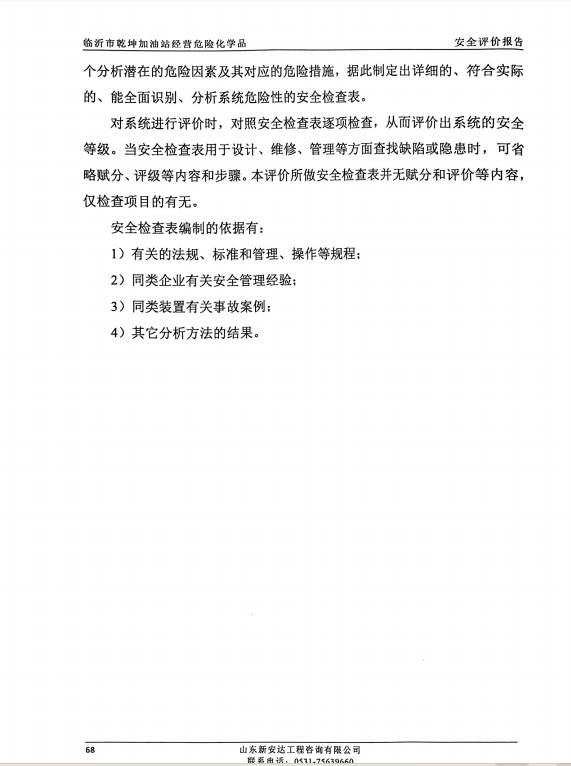 临沂市乾坤加油站经营危险化学品 安全评价报告
个分析潜在的危险因素及其对应的危险措施，据此制定出详细的、符合实际
的、能全面识别、分析系统危险性的安全检查表。
对系统进行评价时，对照安全检查表逐项检查，从而评价出系统的安全
等级。当安全检查表用于设计、维修、管理等方面查找缺陷或隐患时，可省
略赋分、评级等内容和步骤。本评价所做安全检查表并无赋分和评价等内容，
仅检查项目的有无。
安全检查表编制的依据有：
1）有关的法规、标准和管理、操作等规程；
2）同类企业有关安全管理经验；
3）同类装置有关事故案例；
4）其它分析方法的结果。
68 山东新安达工程咨询有限公司
联系电话：0531-75639660